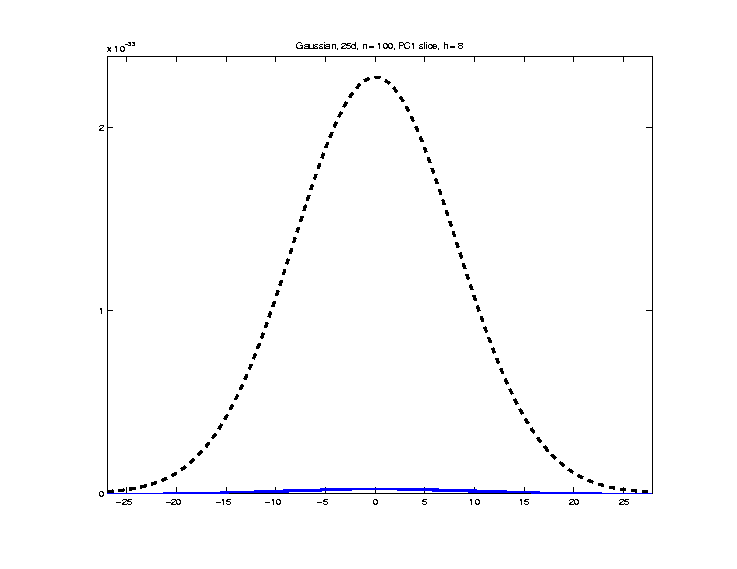 Gaussian, 25d, n = 100, PC1 slice, h = 8
x 10^-33
2
1
0
-25 -20 -15 -10 -5 0 5 10 15 20 25